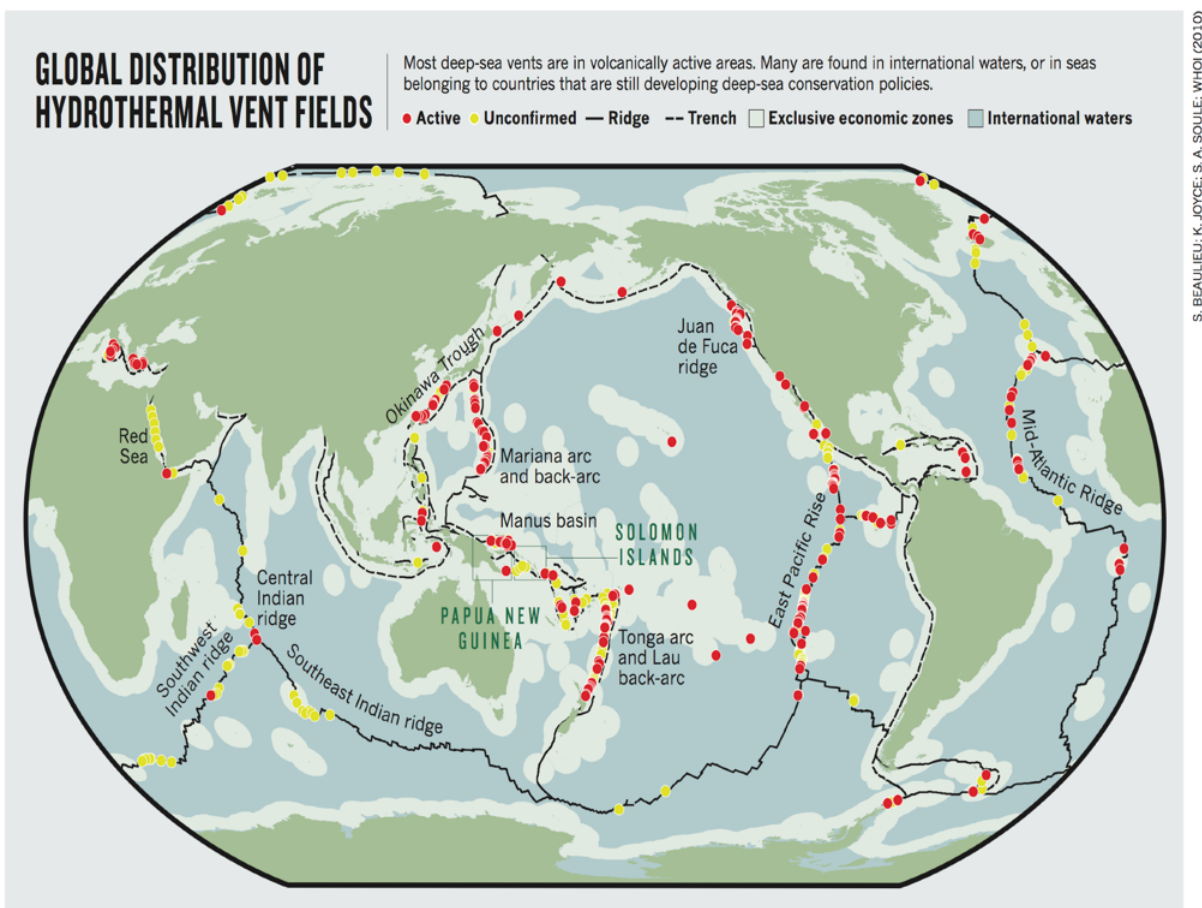 GLOBAL DISTRIBUTION OF
HYDROTHERMAL VENT FIELDS
Most deep-sea vents are in volcanically active areas. Many are found in international waters, or in seas
belonging to countries that are still developing deep-sea conservation policies.
Active Unconfirmed Ridge Trench Exclusive economic zones International waters
S. BEAULIEU; K. JOYCE; S. A. SOULE; WHOI (2010)
Juan
de Fuca
ridge
Okinawa Trough
Red
Sea
Mariana arc
and back-arc
Mid-Atlantic Ridge
Manus basin
SOLOMON
ISLANDS
East Pacific Rise
Central
Indian
ridge
PAPUA NEW
GUINEA
Southwest
Indian ridge
Tonga arc
and Lau
back-arc
Southeast Indian ridge